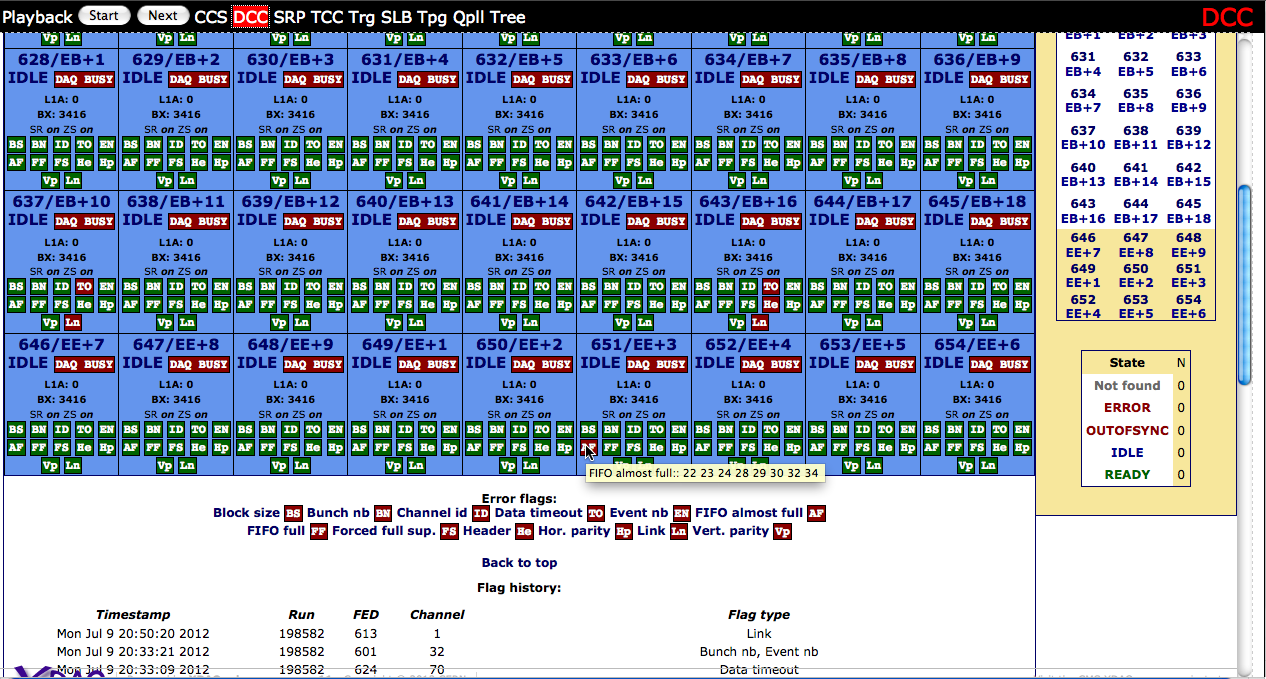 Playback Start Next CCS DCC SRP TCC Trg SLB Tpg Qpll Tree DCC
Vp Ln Vp Ln Vp Ln Vp Ln Vp Ln Vp Ln Vp Ln Vp Ln Vp Ln
628/EB+1 629/EB+2 630/EB+3 631/EB+4 632/EB+5 633/EB+6 634/EB+7 635/EB+8 636/EB+9
IDLE DAQ BUSY IDLE DAQ BUSY IDLE DAQ BUSY IDLE DAQ BUSY IDLE DAQ BUSY IDLE DAQ BUSY IDLE DAQ BUSY IDLE DAQ BUSY IDLE DAQ BUSY
L1A: 0 L1A: 0 L1A: 0 L1A: 0 L1A: 0 L1A: 0 L1A: 0 L1A: 0 L1A: 0
BX: 3416 BX: 3416 BX: 3416 BX: 3416 BX: 3416 BX: 3416 BX: 3416 BX: 3416 BX: 3416
SR on ZS on SR on ZS on SR on ZS on SR on ZS on SR on ZS on SR on ZS on SR on ZS on SR on ZS on SR on ZS on
BS BN ID TO EN BS BN ID TO EN BS BN ID TO EN BS BN ID TO EN BS BN ID TO EN BS BN ID TO EN BS BN ID TO EN BS BN ID TO EN BS BN ID TO EN
AF FF FS He Hp AF FF FS He Hp AF FF FS He Hp AF FF FS He Hp AF FF FS He Hp AF FF FS He Hp AF FF FS He Hp AF FF FS He Hp AF FF FS He Hp
Vp Ln Vp Ln Vp Ln Vp Ln Vp Ln Vp Ln Vp Ln Vp Ln Vp Ln
637/EB+10 638/EB+11 639/EB+12 640/EB+13 641/EB+14 642/EB+15 643/EB+16 644/EB+17 645/EB+18
IDLE DAQ BUSY IDLE DAQ BUSY IDLE DAQ BUSY IDLE DAQ BUSY IDLE DAQ BUSY IDLE DAQ BUSY IDLE DAQ BUSY IDLE DAQ BUSY IDLE DAQ BUSY
L1A: 0 L1A: 0 L1A: 0 L1A: 0 L1A: 0 L1A: 0 L1A: 0 L1A: 0 L1A: 0
BX: 3416 BX: 3416 BX: 3416 BX: 3416 BX: 3416 BX: 3416 BX: 3416 BX: 3416 BX: 3416
SR on ZS on SR on ZS on SR on ZS on SR on ZS on SR on ZS on SR on ZS on SR on ZS on SR on ZS on SR on ZS on
BS BN ID TO EN BS BN ID TO EN BS BN ID TO EN BS BN ID TO EN BS BN ID TO EN BS BN ID TO EN BS BN ID TO EN BS BN ID TO EN BS BN ID TO EN
AF FF FS He Hp AF FF FS He Hp AF FF FS He Hp AF FF FS He Hp AF FF FS He Hp AF FF FS He Hp AF FF FS He Hp AF FF FS He Hp AF FF FS He Hp
Vp Ln Vp Ln Vp Ln Vp Ln Vp Ln Vp Ln Vp Ln Vp Ln Vp Ln
646/EE+7 647/EE+8 648/EE+9 649/EE+1 650/EE+2 651/EE+3 652/EE+4 653/EE+5 654/EE+6
IDLE DAQ BUSY IDLE DAQ BUSY IDLE DAQ BUSY IDLE DAQ BUSY IDLE DAQ BUSY IDLE DAQ BUSY IDLE DAQ BUSY IDLE DAQ BUSY IDLE DAQ BUSY
L1A: 0 L1A: 0 L1A: 0 L1A: 0 L1A: 0 L1A: 0 L1A: 0 L1A: 0 L1A: 0
BX: 3416 BX: 3416 BX: 3416 BX: 3416 BX: 3416 BX: 3416 BX: 3416 BX: 3416 BX: 3416
SR on ZS on SR on ZS on SR on ZS on SR on ZS on SR on ZS on SR on ZS on SR on ZS on SR on ZS on SR on ZS on
BS BN ID TO EN BS BN ID TO EN BS BN ID TO EN BS BN ID TO EN BS BN ID TO EN BS BN ID TO EN BS BN ID TO EN BS BN ID TO EN BS BN ID TO EN
AF FF FS He Hp AF FF FS He Hp AF FF FS He Hp AF FF FS He Hp AF FF FS He Hp AF FF FS He Hp AF FF FS He Hp AF FF FS He Hp AF FF FS He Hp
Vp Ln Vp Ln Vp Ln Vp Ln Vp Ln Vp Ln
FIFO almost full:: 22 23 24 28 29 30 32 34
Error flags:
Block size BS Bunch nb BN Channel id ID Data timeout TO Event nb EN FIFO almost full AF
FIFO full FF Forced full sup. FS Header He Hor. parity Hp Link Ln Vert. parity Vp
Back to top
Flag history:
Timestamp Run FED Channel Flag type
Mon Jul 9 20:50:20 2012 198582 613 1 Link
Mon Jul 9 20:33:21 2012 198582 601 32 Bunch nb, Event nb
Mon Jul 9 20:33:09 2012 198582 624 70 Data timeout
EB+1 EB+2 EB+3
631 632 633
EB+4 EB+5 EB+6
634 635 636
EB+7 EB+8 EB+9
637 638 639
EB+10 EB+11 EB+12
640 641 642
EB+13 EB+14 EB+15
643 644 645
EB+16 EB+17 EB+18
646 647 648
EE+7 EE+8 EE+9
649 650 651
EE+1 EE+2 EE+3
652 653 654
EE+4 EE+5 EE+6
State N
Not found 0
ERROR 0
OUTOFSYNC 0
IDLE 0
READY 0